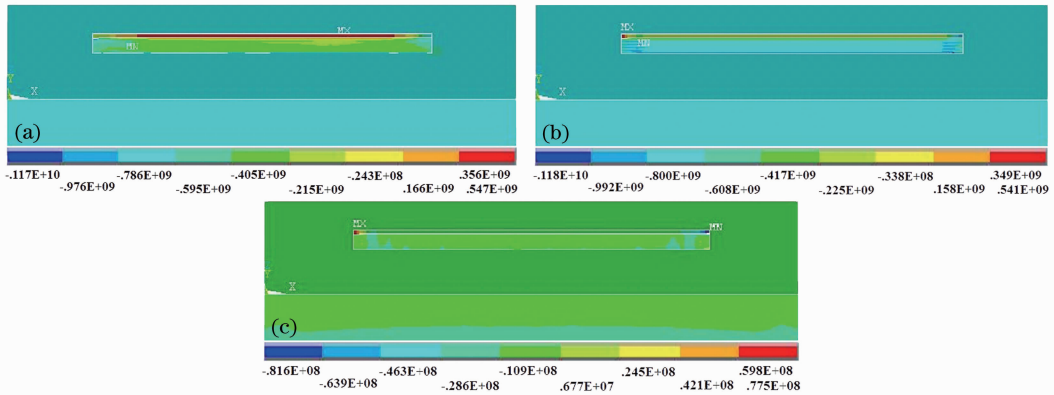 MX
MN
Y
X
(a)
-.117E+10 -.786E+09 -.405E+09 -.243E+08 .356E+09
-.976E+09 -.595E+09 -.215E+09 .166E+09 .547E+09
MX
MN
Y
X
(b)
-.118E+10 -.800E+09 -.417E+09 -.338E+08 .349E+09
-.992E+09 -.608E+09 -.225E+09 .158E+09 .541E+09
MX
MN
Y
X
(c)
-.816E+08 -.463E+08 -.109E+08 .245E+08 .598E+08
-.639E+08 -.286E+08 .677E+07 .421E+08 .775E+08